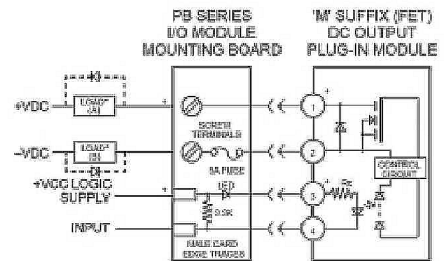 PB SERIES
I/O MODULE
MOUNTING BOARD
'M' SUFFIX (FET)
DC OUTPUT
PLUG-IN MODULE
+VDC
LOAD*
(A)
+
+
1
SCREW
TERMINALS
-VDC
LOAD*
(B)
2
5A FUSE
CONTROL
CIRCUIT
+VCC LOGIC
SUPPLY
+
LED
+
3
3.3K
INPUT
4
MALE CARD
EDGE TRACES